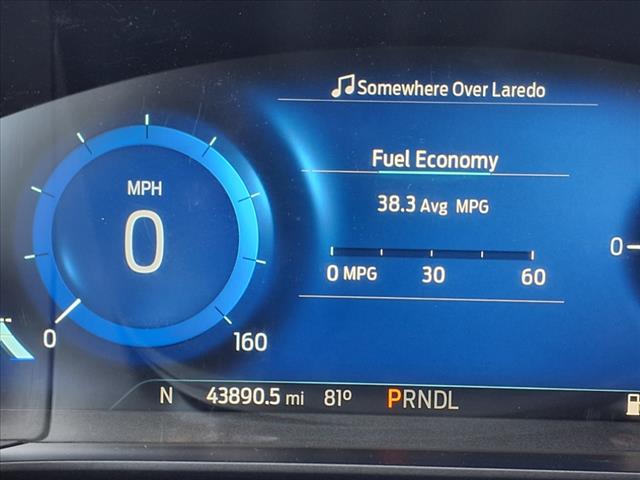 Somewhere Over Laredo
Fuel Economy
38.3 Avg MPG
0 MPG 30 60
MPH
0
0 160
0
N 43890.5 mi 81º PRNDL